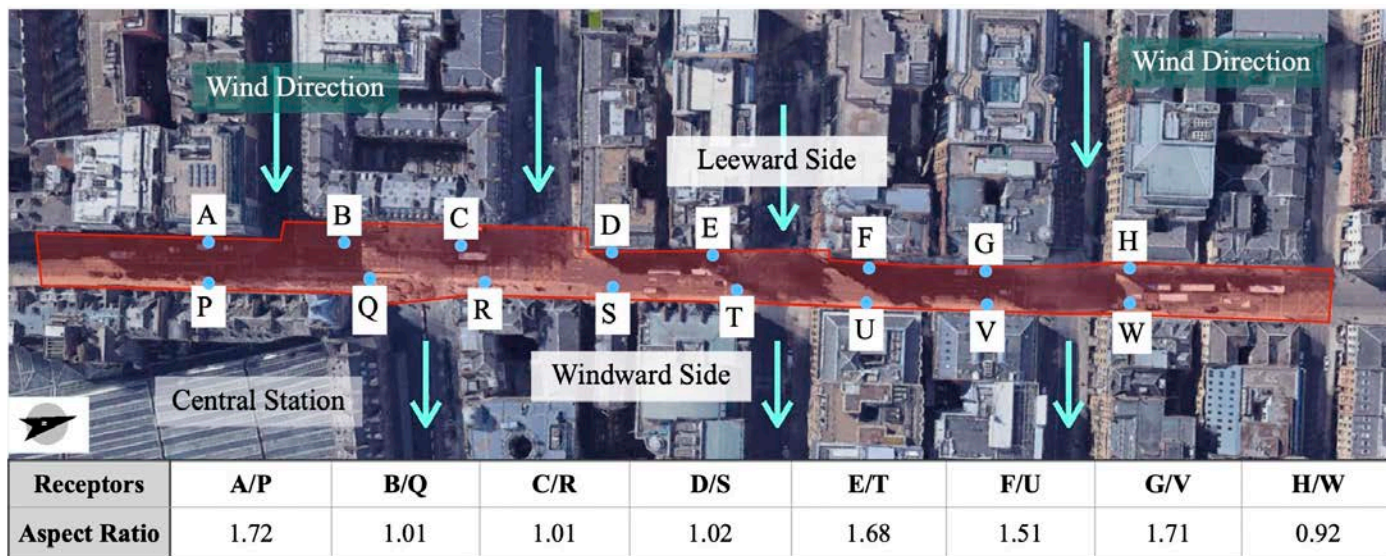 Wind Direction
Wind Direction
Leeward Side
A
B
C
D
E
F
G
H
P
Q
R
S
T
U
V
W
Windward Side
Central Station
Receptors A/P B/Q C/R D/S E/T F/U G/V H/W
Aspect Ratio 1.72 1.01 1.01 1.02 1.68 1.51 1.71 0.92